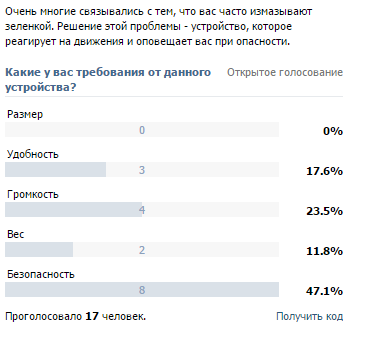 Очень многие связывались с тем, что вас часто измазывают
зеленкой. Решение этой проблемы - устройство, которое
реагирует на движения и оповещает вас при опасности.
Какие у вас требования от данного устройства?
Открытое голосование
Размер
0 0%
Удобность
3 17.6%
Громкость
4 23.5%
Вес
2 11.8%
Безопасность
8 47.1%
Проголосовало 17 человек. Получить код